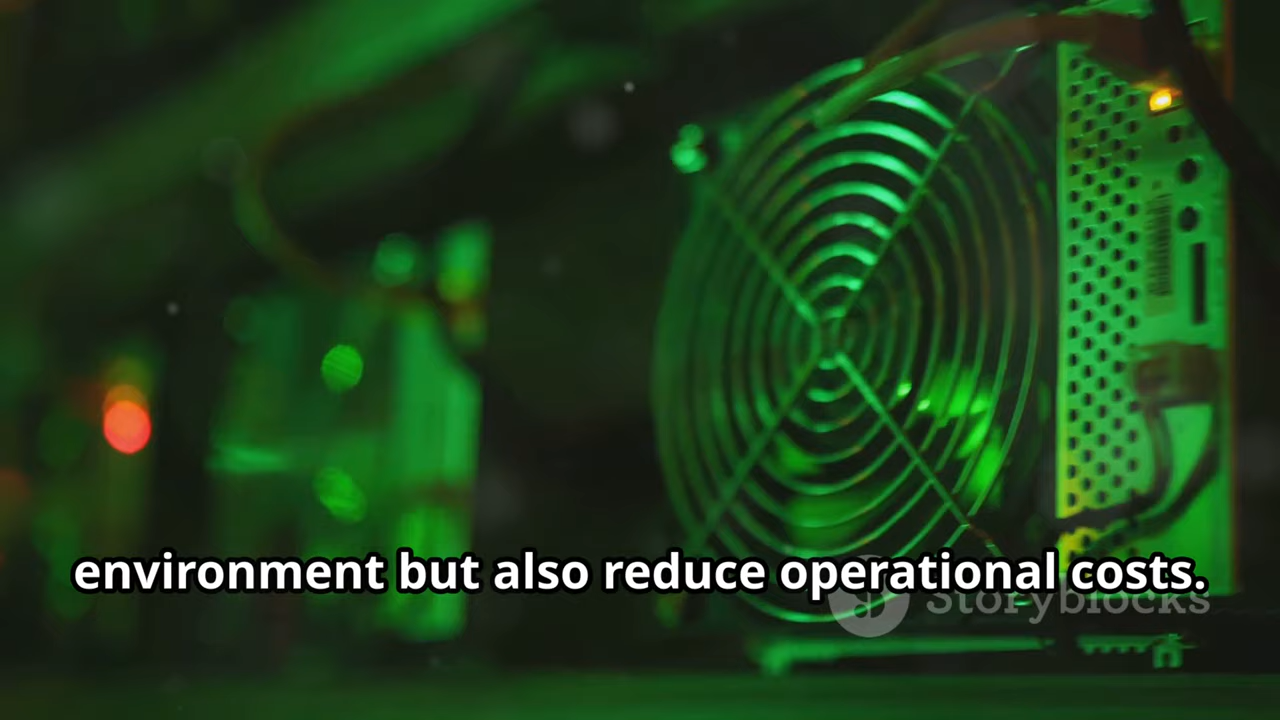 environment but also reduce operational costs.
Storyblocks